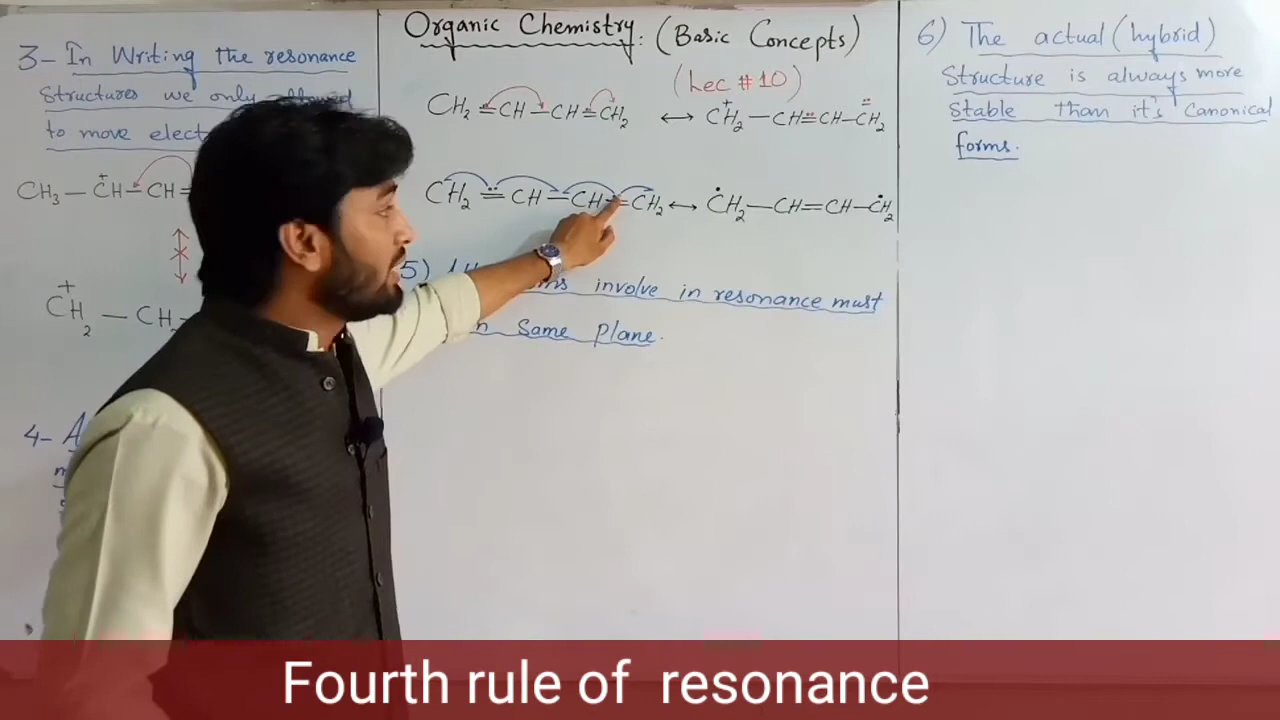 Organic Chemistry: (Basic Concepts)
(Lec # 10)
3- In Writing the resonance
Structures we only
to move
CH3 — CH+ — CH
+
CH2 — CH2
4-
CH2 = CH — CH = CH2 ↔ +CH2 — CH = CH — CH2
CH2 = CH — CH = CH2 ↔ ĊH2 — CH = CH — ĊH2
5) involve in resonance must
Same plane.
6) The actual (hybrid)
Structure is always more
Stable than it's canonical
forms.
Fourth rule of resonance